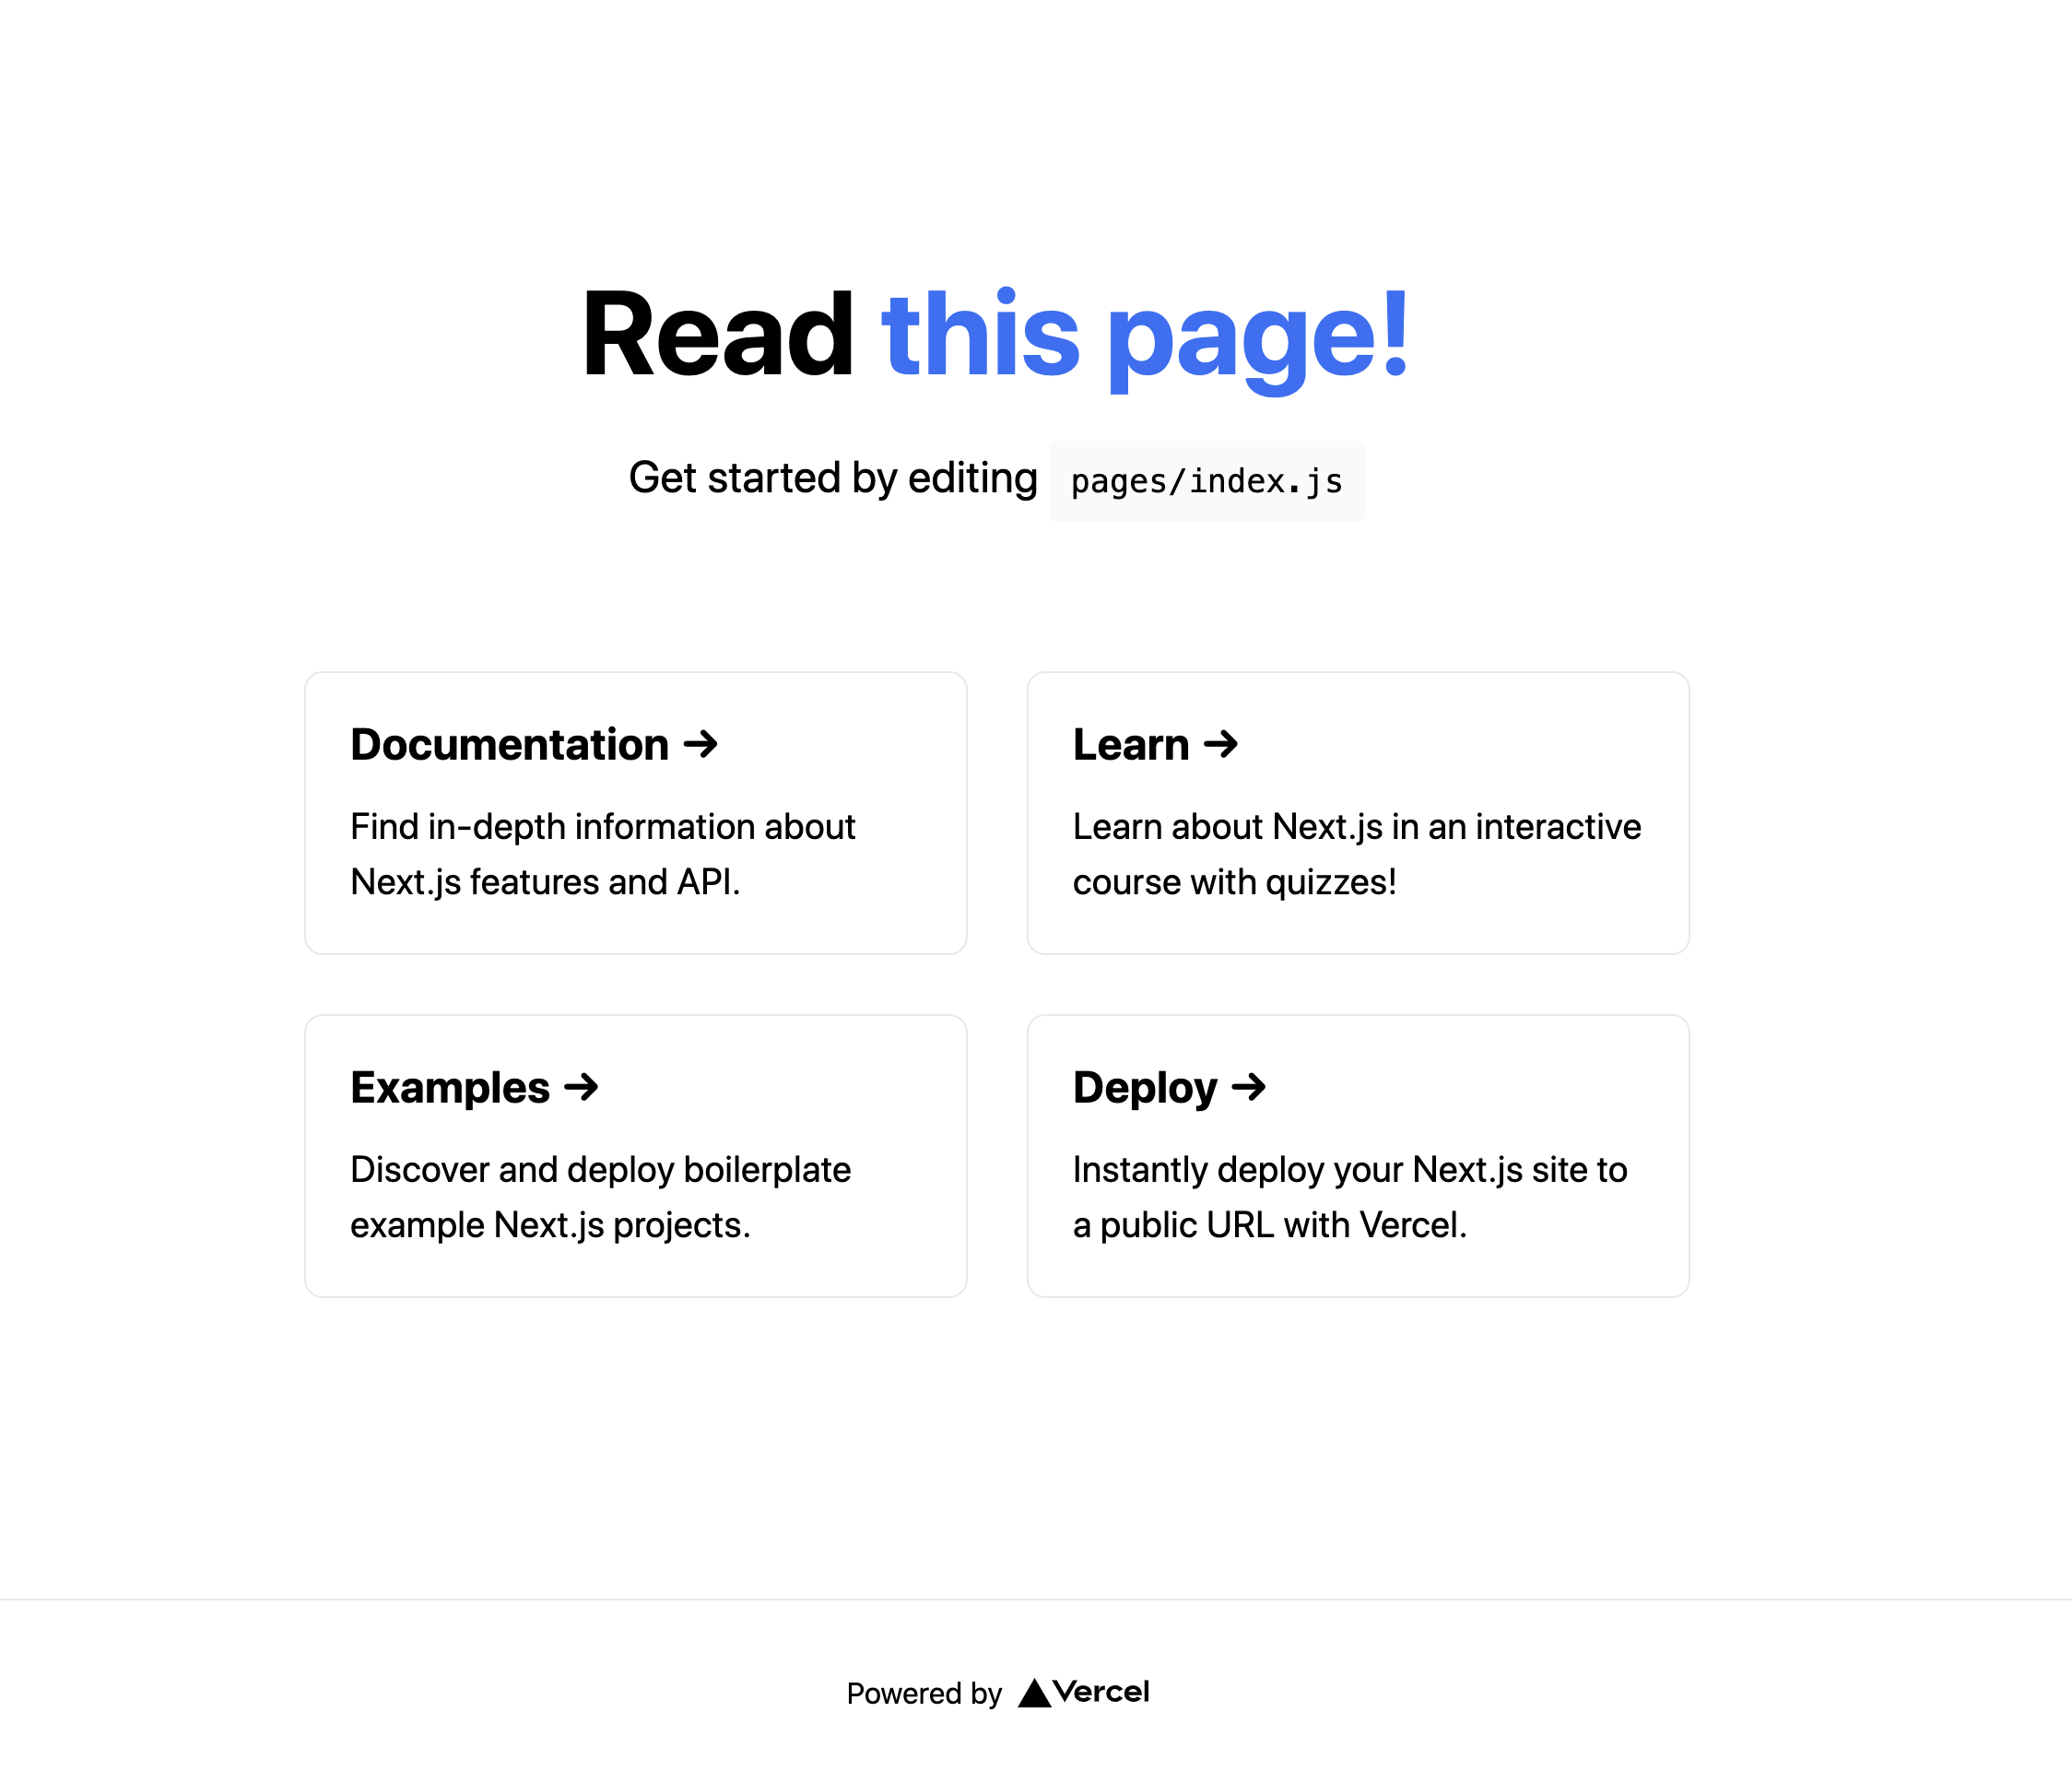 Read this page!
Get started by editing pages/index.js
Documentation →
Find in-depth information about
Next.js features and API.
Learn →
Learn about Next.js in an interactive
course with quizzes!
Examples →
Discover and deploy boilerplate
example Next.js projects.
Deploy →
Instantly deploy your Next.js site to
a public URL with Vercel.
Powered by Vercel